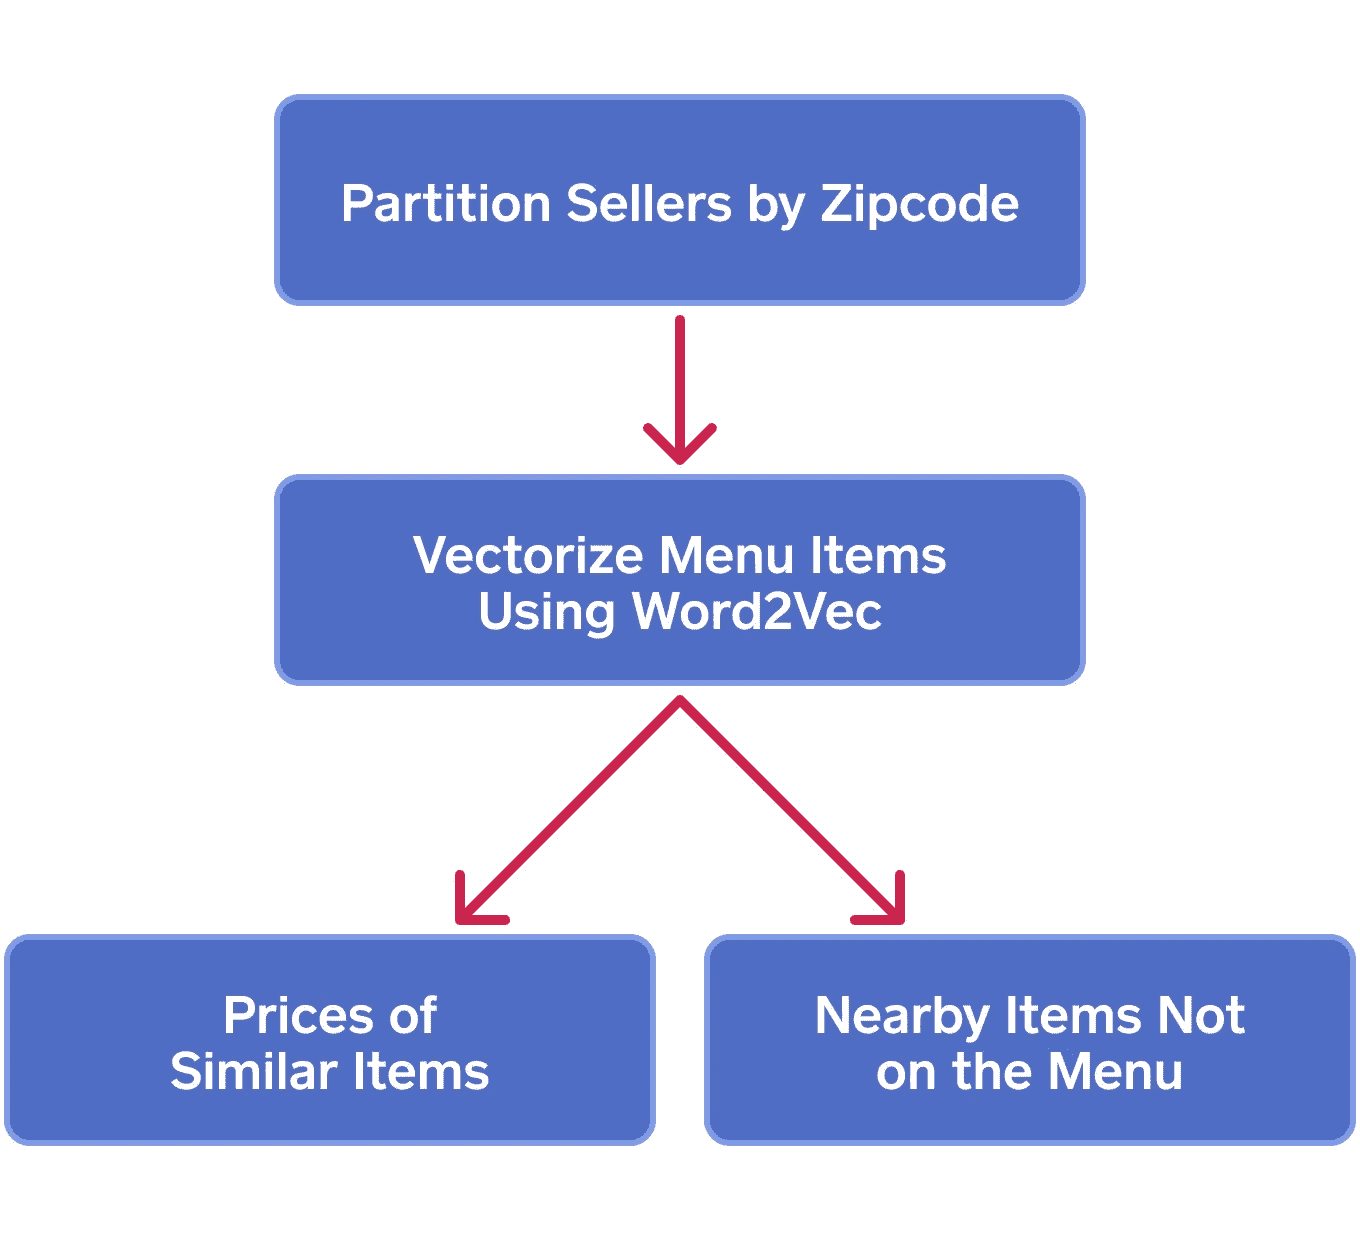 Partition Sellers by Zipcode
Vectorize Menu Items
Using Word2Vec
Prices of
Similar Items
Nearby Items Not
on the Menu